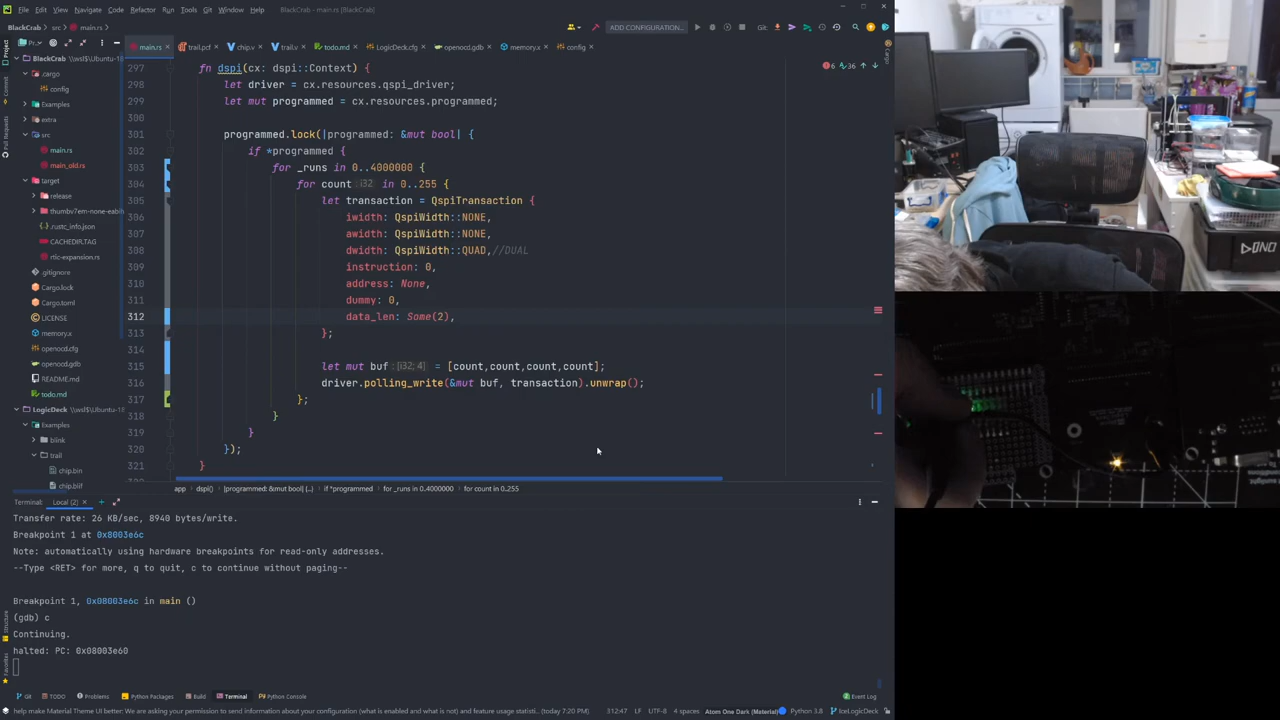 File Edit View Navigate Code Refactor Run Tools Git Window Help BlackCrab - main.rs [BlackCrab]
BlackCrab > src > main.rs
ADD CONFIGURATION... Git:
main.rs trail.pcf chip.v trail.v todo.md LogicDeck.cfg openocd.gdb memory.x config
Project
Commit
Pull Requests
Structure
Favorites
Cargo
BlackCrab \\wsl$\Ubuntu-18
.cargo
config
Examples
extra
src
main.rs
main_old.rs
target
release
thumbv7em-none-eabih
.rustc_info.json
CACHEDIR.TAG
rtic-expansion.rs
.gitignore
Cargo.lock
Cargo.toml
LICENSE
memory.x
openocd.cfg
openocd.gdb
README.md
todo.md
LogicDeck \\wsl$\Ubuntu-18
Examples
blink
trail
chip.bin
chip.blif
6 36
297 fn dspi(cx: dspi::Context) {
298 let driver = cx.resources.qspi_driver;
299 let mut programmed = cx.resources.programmed;
300
301 programmed.lock(|programmed: &mut bool| {
302 if *programmed {
303 for _runs in 0..4000000 {
304 for count i32 in 0..255 {
305 let transaction = QspiTransaction {
306 iwidth: QspiWidth::NONE,
307 awidth: QspiWidth::NONE,
308 dwidth: QspiWidth::QUAD,//DUAL
309 instruction: 0,
310 address: None,
311 dummy: 0,
312 data_len: Some(2),
313 };
314
315 let mut buf [i32; 4] = [count,count,count,count];
316 driver.polling_write(&mut buf, transaction).unwrap();
317 };
318 }
319 }
320 });
321 }
app dspi() |programmed: &mut bool| {..} if *programmed for _runs in 0..4000000 for count in 0..255
Terminal: Local (2)
Transfer rate: 26 KB/sec, 8940 bytes/write.
Breakpoint 1 at 0x8003e6c
Note: automatically using hardware breakpoints for read-only addresses.
--Type <RET> for more, q to quit, c to continue without paging--
Breakpoint 1, 0x08003e6c in main ()
(gdb) c
Continuing.
halted: PC: 0x08003e60
Git TODO Problems Python Packages Build Terminal Python Console Event Log
help make Material Theme UI better: We are asking your permission to send information about your configuration (what is enabled and what is not) and feature usage statisti... (today 7:20 PM) 312:47 LF UTF-8 4 spaces Atom One Dark (Material) Python 3.8 IceLogicDeck